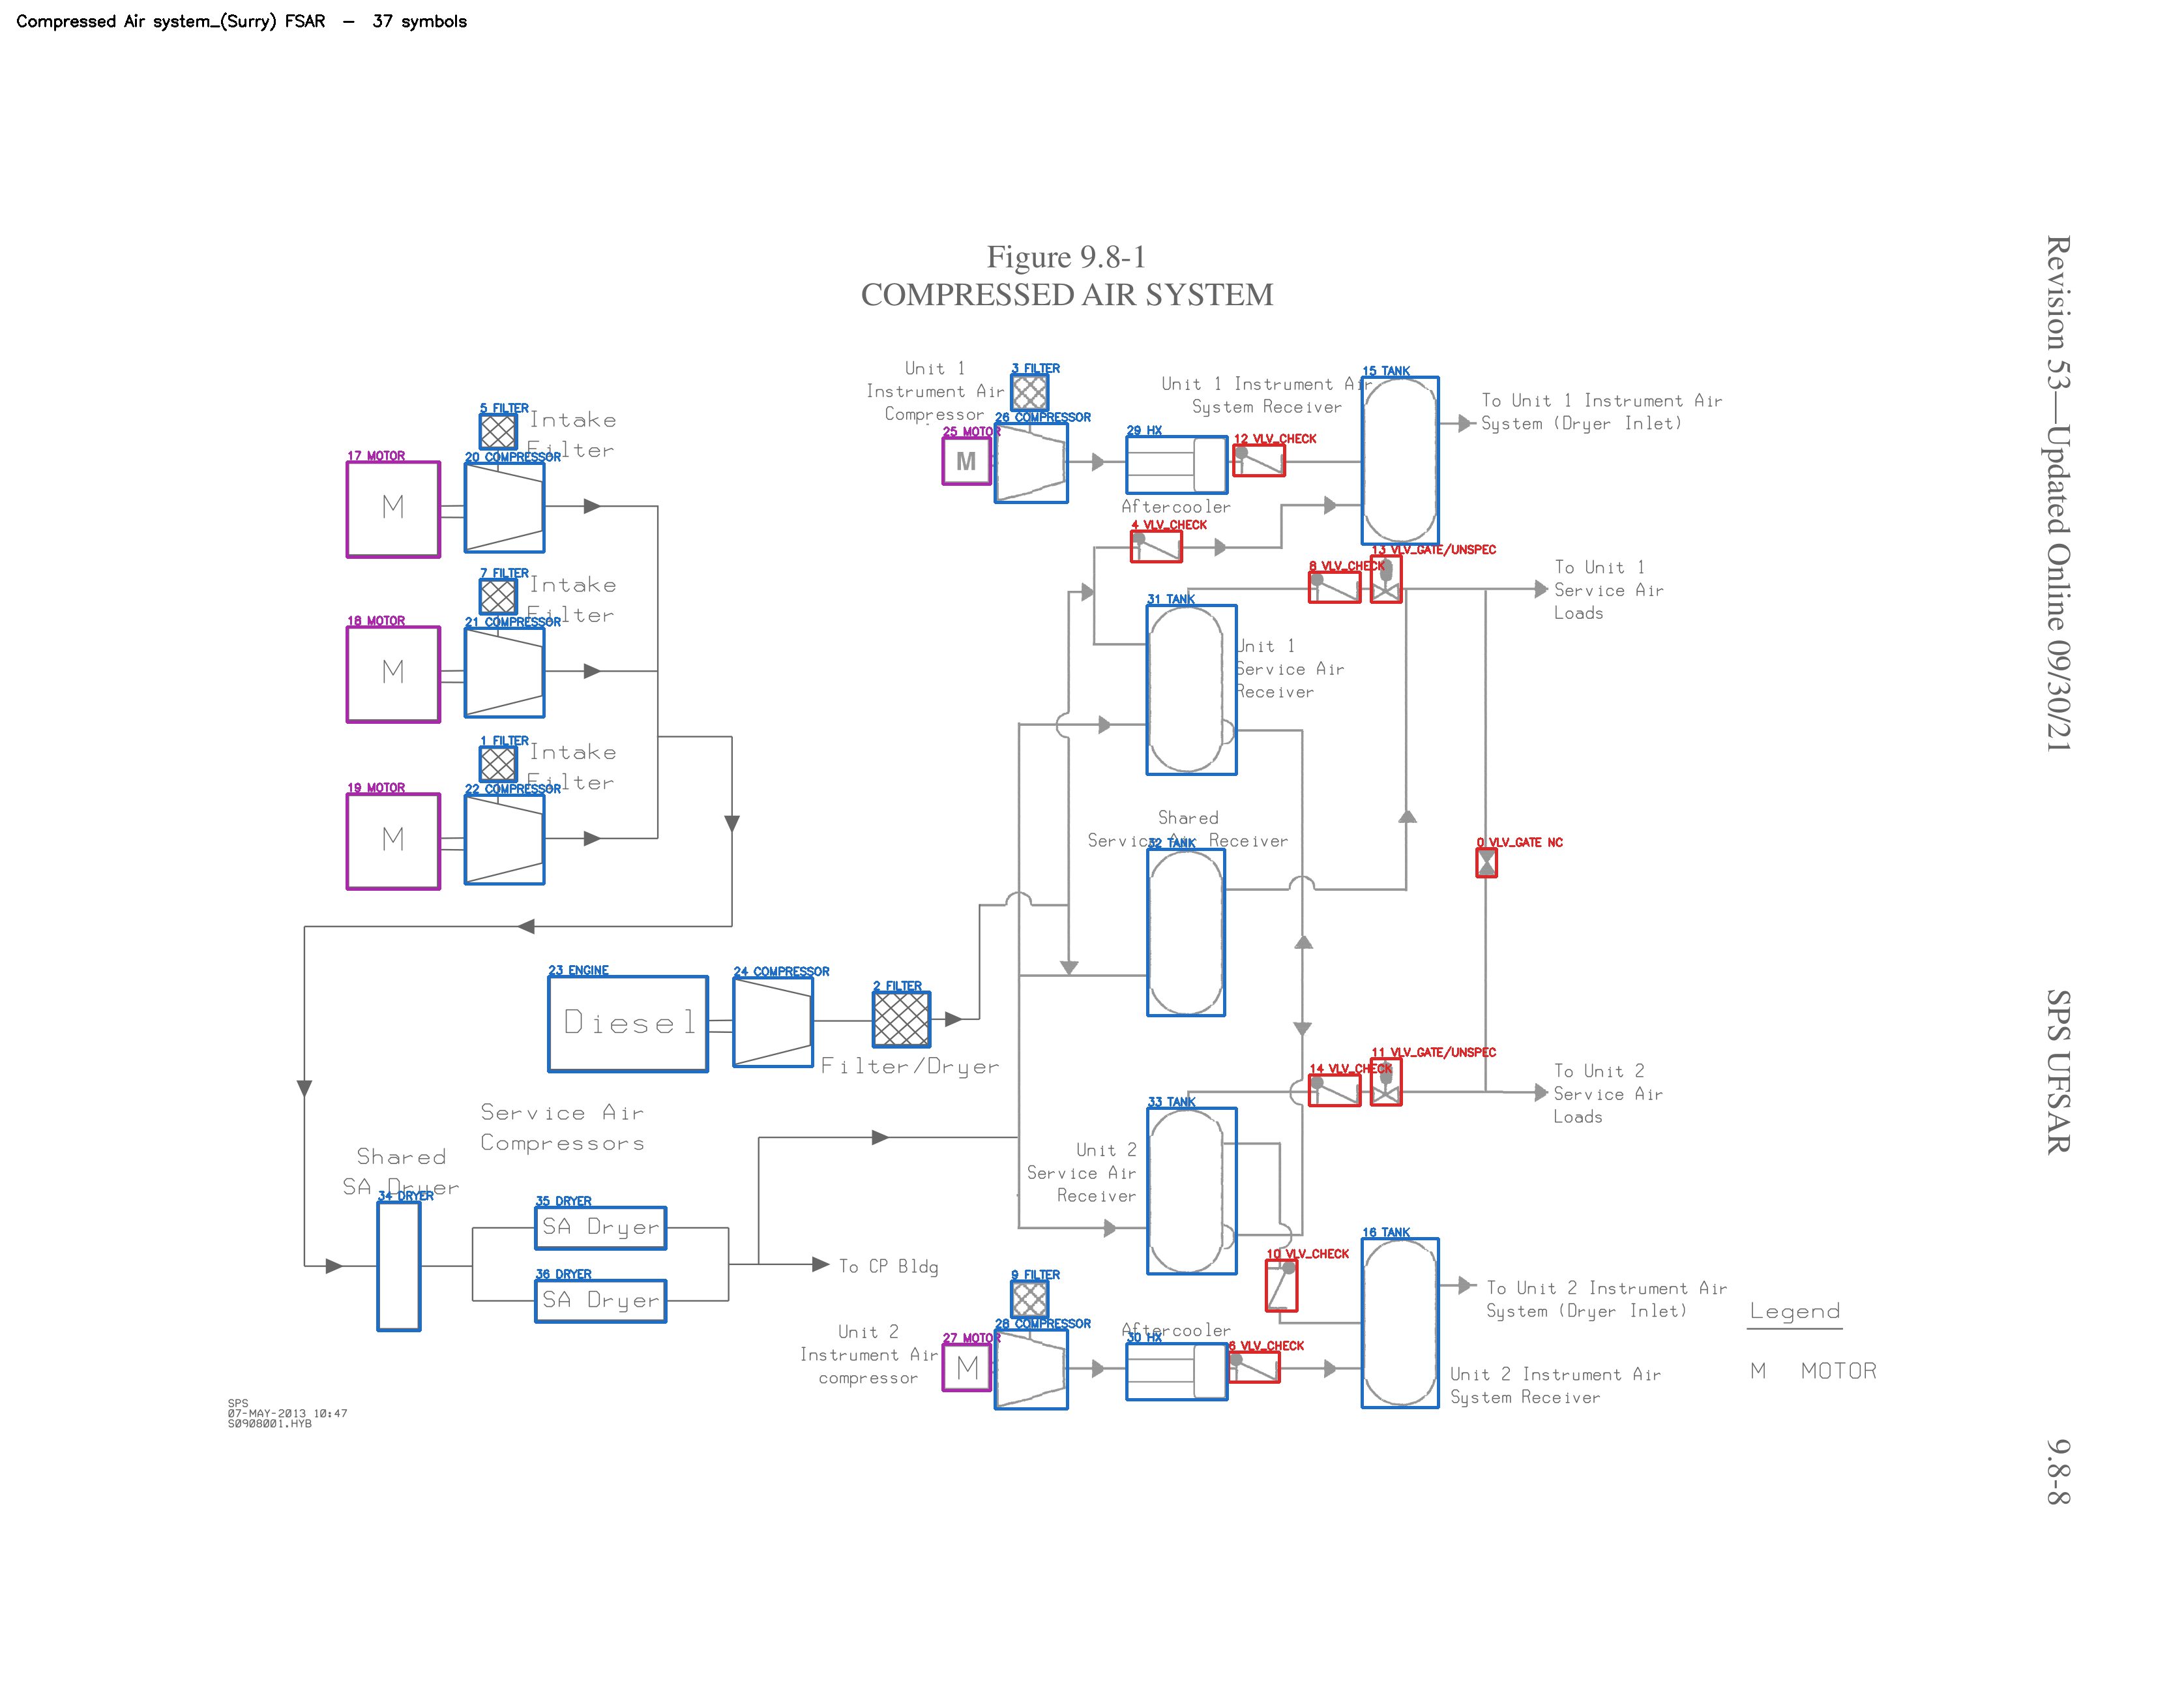 Compressed Air system_(Surry) FSAR - 37 symbols
Figure 9.8-1
COMPRESSED AIR SYSTEM
Revision 53—Updated Online 09/30/21
SPS UFSAR
9.8-8
Unit 1
Instrument Air
Compressor
3 FILTER
26 COMPRESSOR
25 MOTOR
M
29 HX
Aftercooler
12 VLV_CHECK
Unit 1 Instrument Air
System Receiver
15 TANK
To Unit 1 Instrument Air
System (Dryer Inlet)
5 FILTER
Intake
Filter
17 MOTOR
M
20 COMPRESSOR
7 FILTER
Intake
Filter
18 MOTOR
M
21 COMPRESSOR
1 FILTER
Intake
Filter
19 MOTOR
M
22 COMPRESSOR
4 VLV_CHECK
8 VLV_CHECK
13 VLV_GATE/UNSPEC
To Unit 1
Service Air
Loads
31 TANK
Unit 1
Service Air
Receiver
Shared
Service Air Receiver
32 TANK
0 VLV_GATE NC
23 ENGINE
Diesel
24 COMPRESSOR
2 FILTER
Filter/Dryer
Service Air
Compressors
14 VLV_CHECK
11 VLV_GATE/UNSPEC
To Unit 2
Service Air
Loads
33 TANK
Unit 2
Service Air
Receiver
Shared
SA Dryer
34 DRYER
35 DRYER
SA Dryer
36 DRYER
SA Dryer
To CP Bldg
10 VLV_CHECK
16 TANK
To Unit 2 Instrument Air
System (Dryer Inlet)
9 FILTER
28 COMPRESSOR
27 MOTOR
M
Unit 2
Instrument Air
compressor
Aftercooler
30 HX
6 VLV_CHECK
Unit 2 Instrument Air
System Receiver
Legend
M MOTOR
SPS
07-MAY-2013 10:47
S0908001.HYB